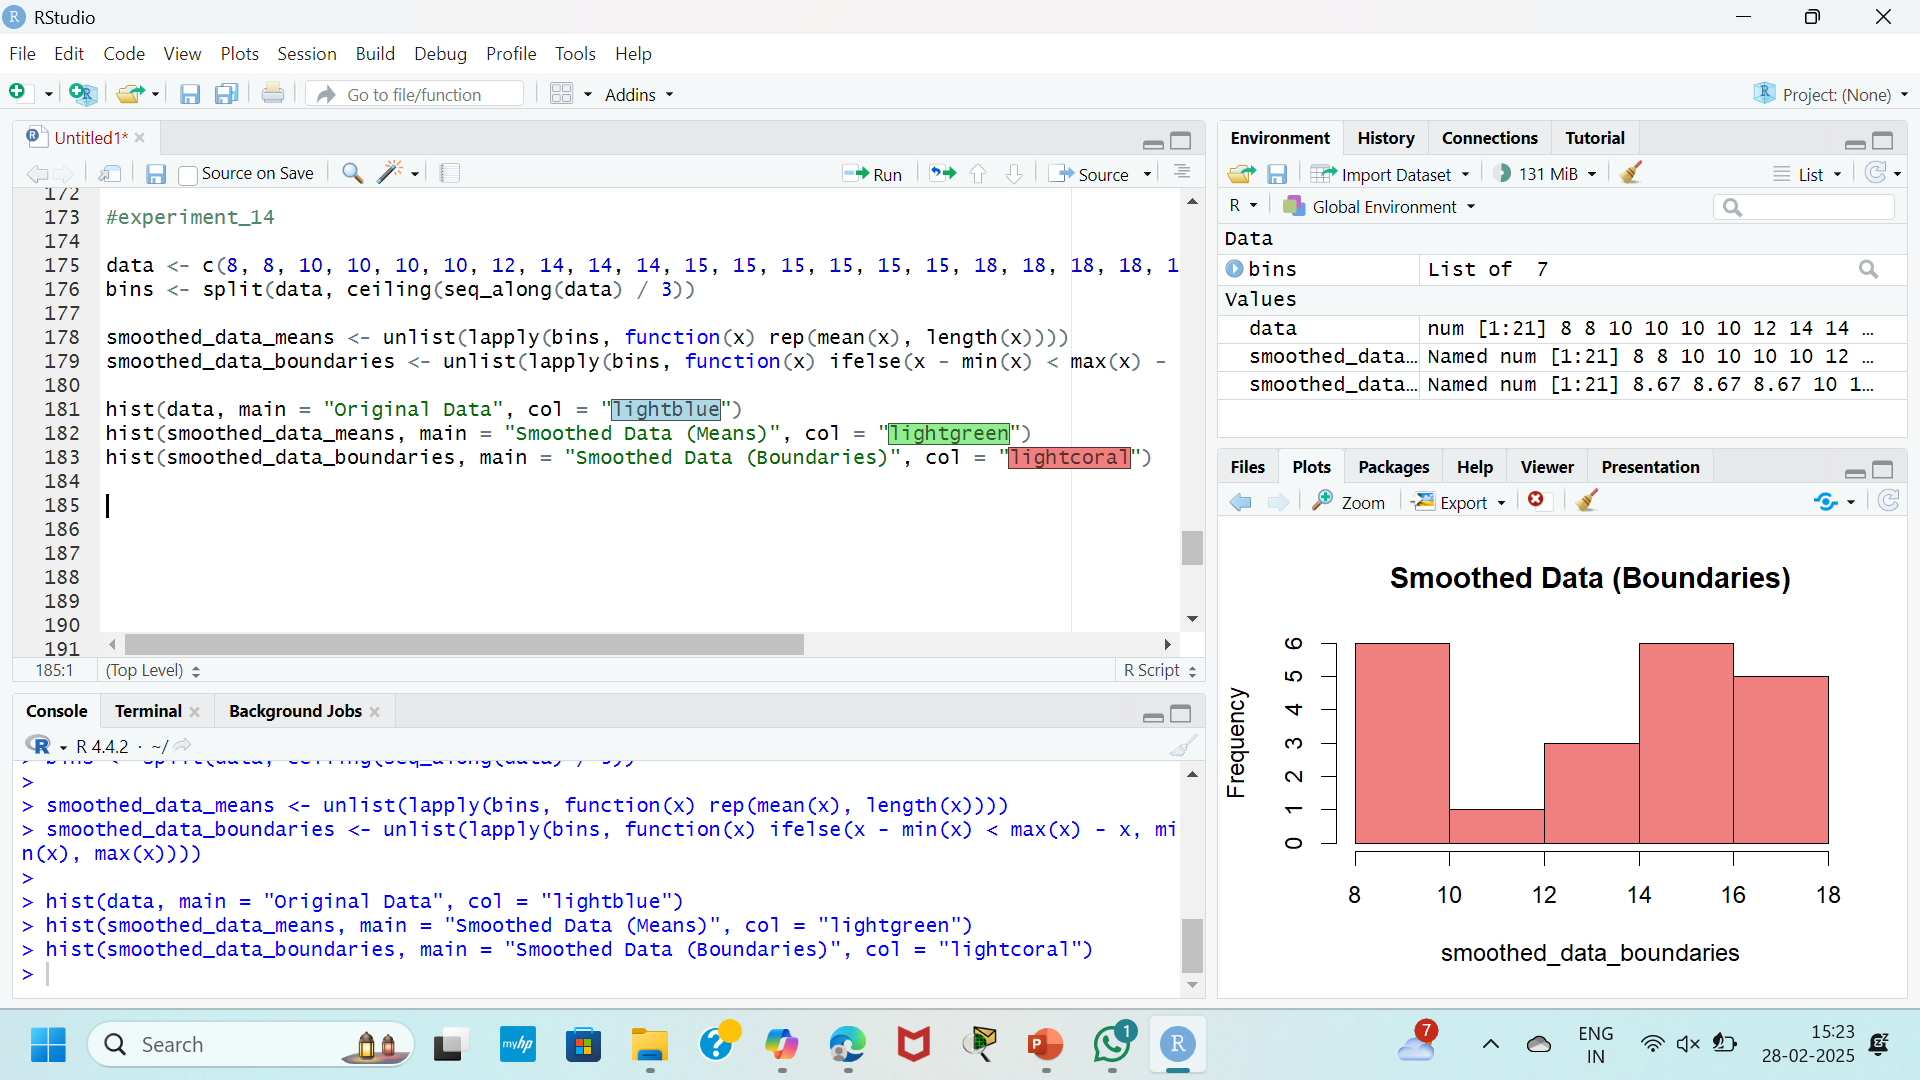 RStudio
File Edit Code View Plots Session Build Debug Profile Tools Help
Go to file/function Addins Project: (None)
Untitled1*
Source on Save Run Source
172
173 #experiment_14
174
175 data <- c(8, 8, 10, 10, 10, 10, 12, 14, 14, 14, 15, 15, 15, 15, 15, 15, 18, 18, 18, 18, 1
176 bins <- split(data, ceiling(seq_along(data) / 3))
177
178 smoothed_data_means <- unlist(lapply(bins, function(x) rep(mean(x), length(x))))
179 smoothed_data_boundaries <- unlist(lapply(bins, function(x) ifelse(x - min(x) < max(x) -
180
181 hist(data, main = "Original Data", col = "lightblue")
182 hist(smoothed_data_means, main = "Smoothed Data (Means)", col = "lightgreen")
183 hist(smoothed_data_boundaries, main = "Smoothed Data (Boundaries)", col = "lightcoral")
184
185
186
187
188
189
190
191
185:1 (Top Level) R Script
Console Terminal Background Jobs
R 4.4.2 · ~/
> bins <- split(data, ceiling(seq_along(data) / 3))
>
> smoothed_data_means <- unlist(lapply(bins, function(x) rep(mean(x), length(x))))
> smoothed_data_boundaries <- unlist(lapply(bins, function(x) ifelse(x - min(x) < max(x) - x, mi
n(x), max(x))))
>
> hist(data, main = "Original Data", col = "lightblue")
> hist(smoothed_data_means, main = "Smoothed Data (Means)", col = "lightgreen")
> hist(smoothed_data_boundaries, main = "Smoothed Data (Boundaries)", col = "lightcoral")
>
Environment History Connections Tutorial
Import Dataset 131 MiB List
R Global Environment
Data
bins List of 7
Values
data num [1:21] 8 8 10 10 10 10 12 14 14 ...
smoothed_data... Named num [1:21] 8 8 10 10 10 10 12 ...
smoothed_data... Named num [1:21] 8.67 8.67 8.67 10 1...
Files Plots Packages Help Viewer Presentation
Zoom Export
Smoothed Data (Boundaries)
Frequency
0 1 2 3 4 5 6
8 10 12 14 16 18
smoothed_data_boundaries
Search
myhp
P
1
R
7
ENG
IN
15:23
28-02-2025